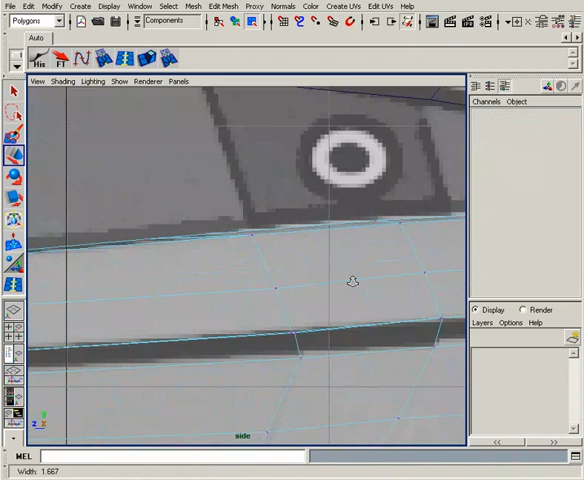 File Edit Modify Create Display Window Select Mesh Edit Mesh Proxy Normals Color Create UVs Edit UVs Help
Polygons Components
Auto
His FT
View Shading Lighting Show Renderer Panels
Channels Object
Display Render
Layers Options Help
side
MEL
Width: 1.667